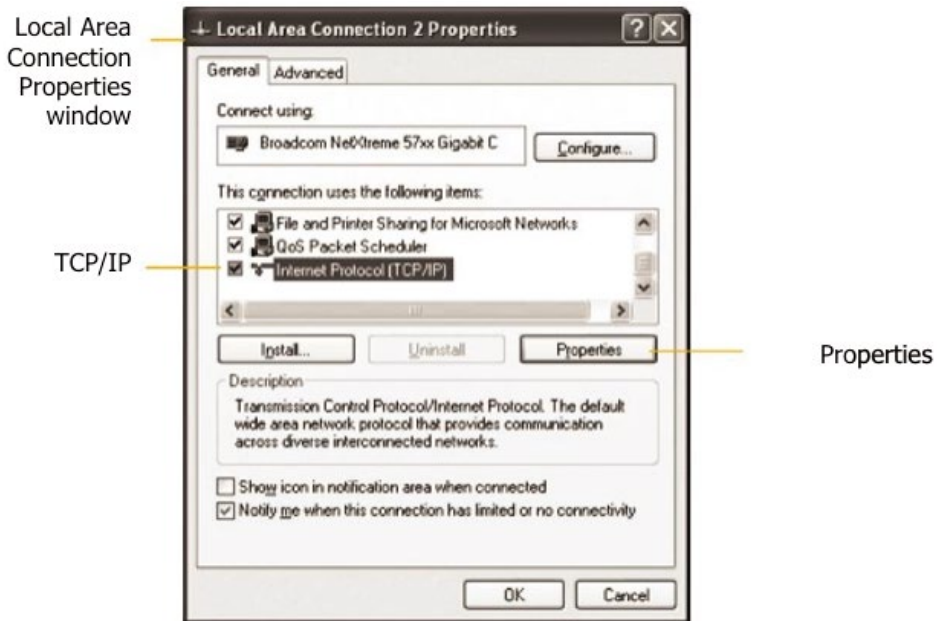 Local Area
Connection
Properties
window
Local Area Connection 2 Properties
General
Advanced
Connect using:
Broadcom NetXtreme 57xx Gigabit C
Configure...
This connection uses the following items:
File and Printer Sharing for Microsoft Networks
QoS Packet Scheduler
TCP/IP
Internet Protocol (TCP/IP)
Install...
Uninstall
Properties
Properties
Description
Transmission Control Protocol/Internet Protocol. The default
wide area network protocol that provides communication
across diverse interconnected networks.
Show icon in notification area when connected
Notify me when this connection has limited or no connectivity
OK
Cancel